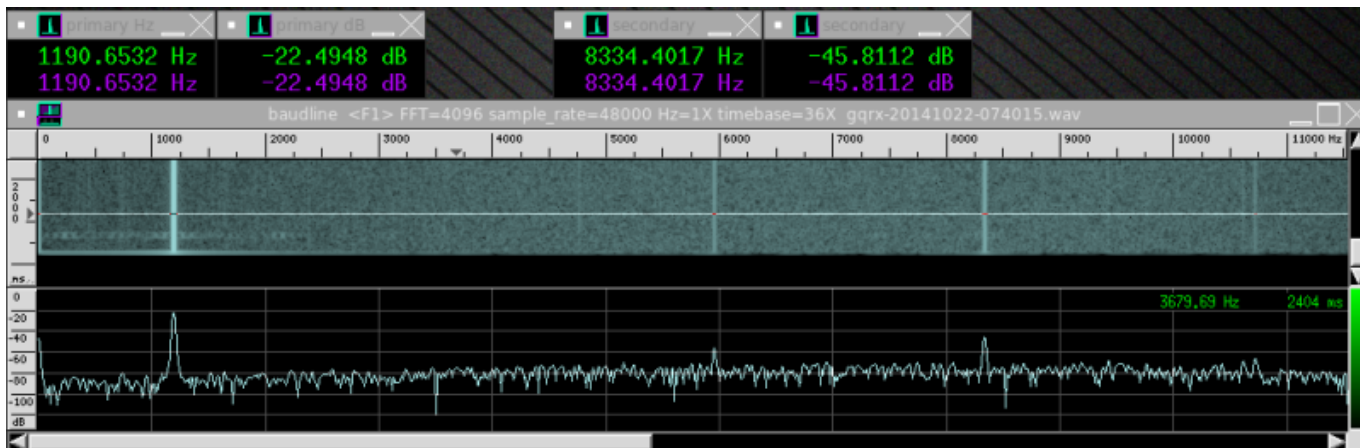 primary Hz primary dB secondary secondary
1190.6532 Hz -22.4948 dB 8334.4017 Hz -45.8112 dB
1190.6532 Hz -22.4948 dB 8334.4017 Hz -45.8112 dB
baudline <F1> FFT=4096 sample_rate=48000 Hz=1X timebase=36X gqrx-20141022-074015.wav
0 1000 2000 3000 4000 5000 6000 7000 8000 9000 10000 11000 Hz
2000
ms
0 3679.69 Hz 2404 ms
-20
-40
-60
-80
-100
dB